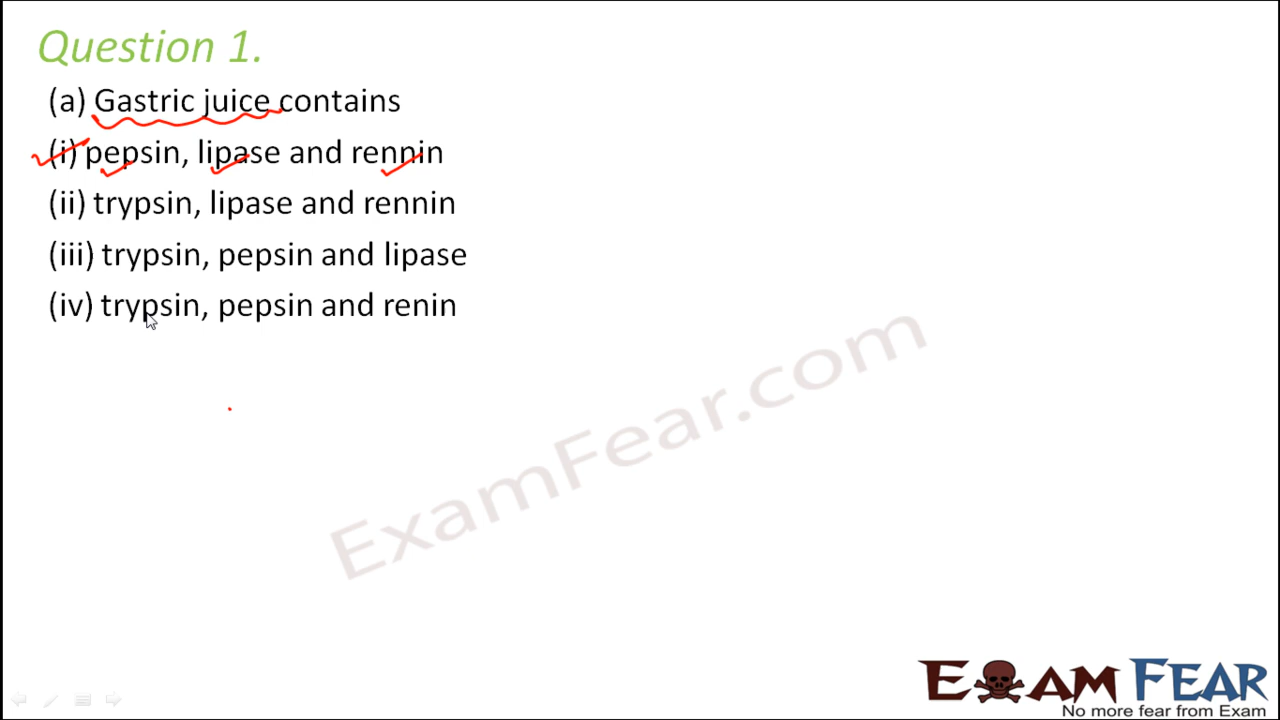 Question 1.
(a) Gastric juice contains
(i) pepsin, lipase and rennin
(ii) trypsin, lipase and rennin
(iii) trypsin, pepsin and lipase
(iv) trypsin, pepsin and renin
ExamFear.com
EXAM FEAR
No more fear from Exam